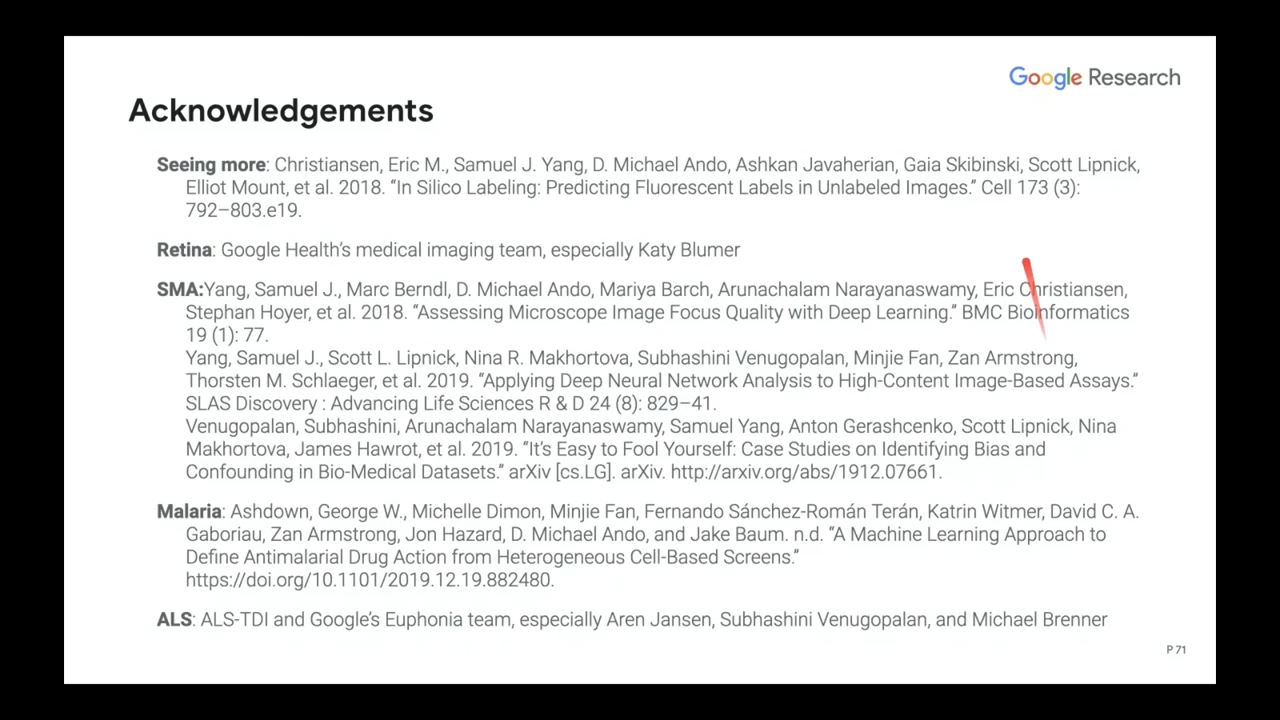 Google Research
Acknowledgements
Seeing more: Christiansen, Eric M., Samuel J. Yang, D. Michael Ando, Ashkan Javaherian, Gaia Skibinski, Scott Lipnick,
Elliot Mount, et al. 2018. “In Silico Labeling: Predicting Fluorescent Labels in Unlabeled Images.” Cell 173 (3):
792–803.e19.
Retina: Google Health’s medical imaging team, especially Katy Blumer
SMA:Yang, Samuel J., Marc Berndl, D. Michael Ando, Mariya Barch, Arunachalam Narayanaswamy, Eric Christiansen,
Stephan Hoyer, et al. 2018. “Assessing Microscope Image Focus Quality with Deep Learning.” BMC Bioinformatics
19 (1): 77.
Yang, Samuel J., Scott L. Lipnick, Nina R. Makhortova, Subhashini Venugopalan, Minjie Fan, Zan Armstrong,
Thorsten M. Schlaeger, et al. 2019. “Applying Deep Neural Network Analysis to High-Content Image-Based Assays.”
SLAS Discovery : Advancing Life Sciences R & D 24 (8): 829–41.
Venugopalan, Subhashini, Arunachalam Narayanaswamy, Samuel Yang, Anton Gerashcenko, Scott Lipnick, Nina
Makhortova, James Hawrot, et al. 2019. “It’s Easy to Fool Yourself: Case Studies on Identifying Bias and
Confounding in Bio-Medical Datasets.” arXiv [cs.LG]. arXiv. http://arxiv.org/abs/1912.07661.
Malaria: Ashdown, George W., Michelle Dimon, Minjie Fan, Fernando Sánchez-Román Terán, Katrin Witmer, David C. A.
Gaboriau, Zan Armstrong, Jon Hazard, D. Michael Ando, and Jake Baum. n.d. “A Machine Learning Approach to
Define Antimalarial Drug Action from Heterogeneous Cell-Based Screens.”
https://doi.org/10.1101/2019.12.19.882480.
ALS: ALS-TDI and Google’s Euphonia team, especially Aren Jansen, Subhashini Venugopalan, and Michael Brenner
P 71